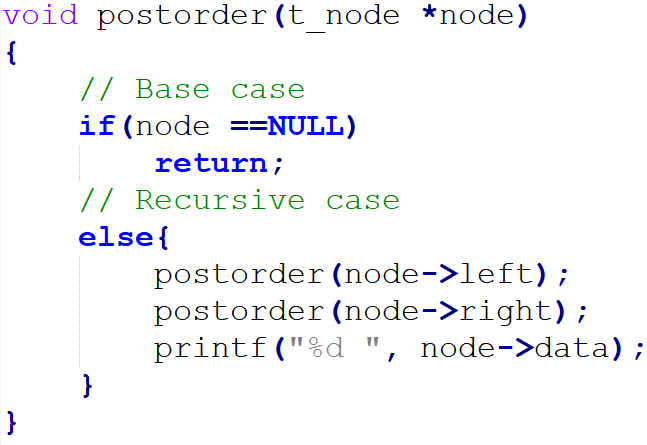 void postorder(t_node *node)
{
    // Base case
    if(node ==NULL)
        return;
    // Recursive case
    else{
        postorder(node->left);
        postorder(node->right);
        printf("%d ", node->data);
    }
}